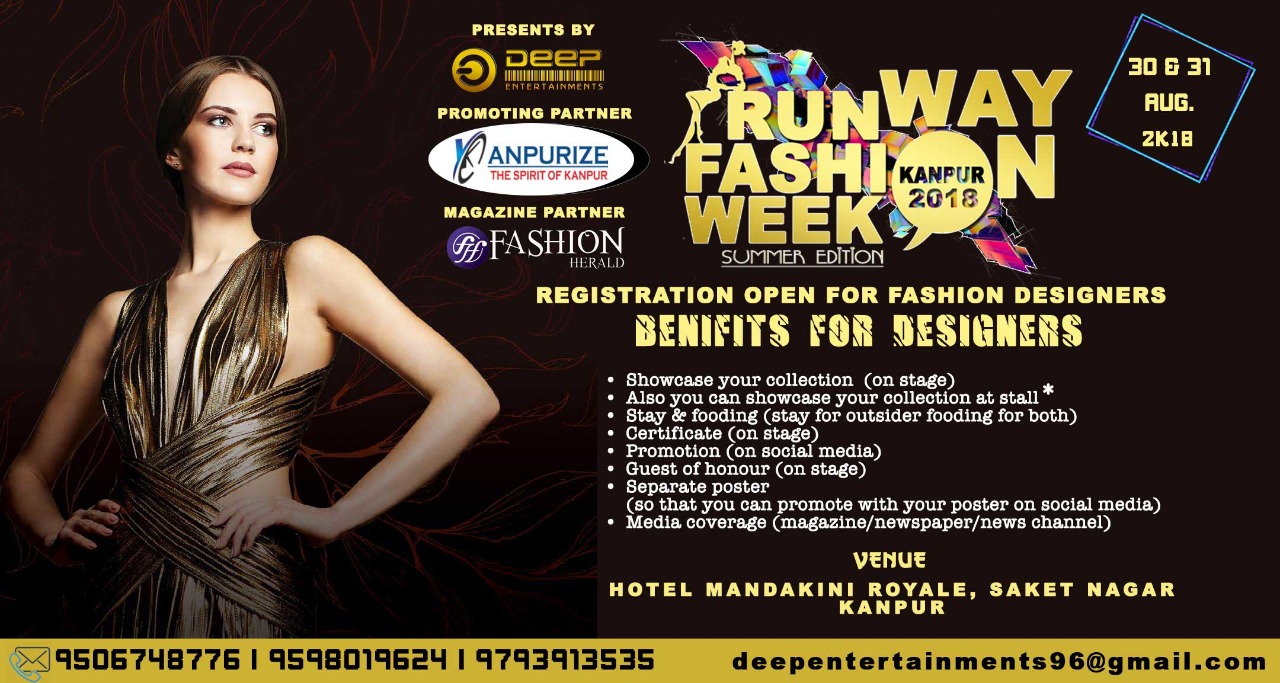 PRESENTS BY
DEEP
ENTERTAINMENTS
PROMOTING PARTNER
KANPURIZE
THE SPIRIT OF KANPUR
MAGAZINE PARTNER
fH FASHION
HERALD
RUNWAY
FASHION
WEEK
KANPUR
2018
SUMMER EDITION
30 & 31
AUG.
2K18
REGISTRATION OPEN FOR FASHION DESIGNERS
BENIFITS FOR DESIGNERS
• Showcase your collection (on stage)
• Also you can showcase your collection at stall *
• Stay & fooding (stay for outsider fooding for both)
• Certificate (on stage)
• Promotion (on social media)
• Guest of honour (on stage)
• Separate poster
(so that you can promote with your poster on social media)
• Media coverage (magazine/newspaper/news channel)
VENUE
HOTEL MANDAKINI ROYALE, SAKET NAGAR
KANPUR
9506748776 | 9598019624 | 9793913535
deepentertainments96@gmail.com